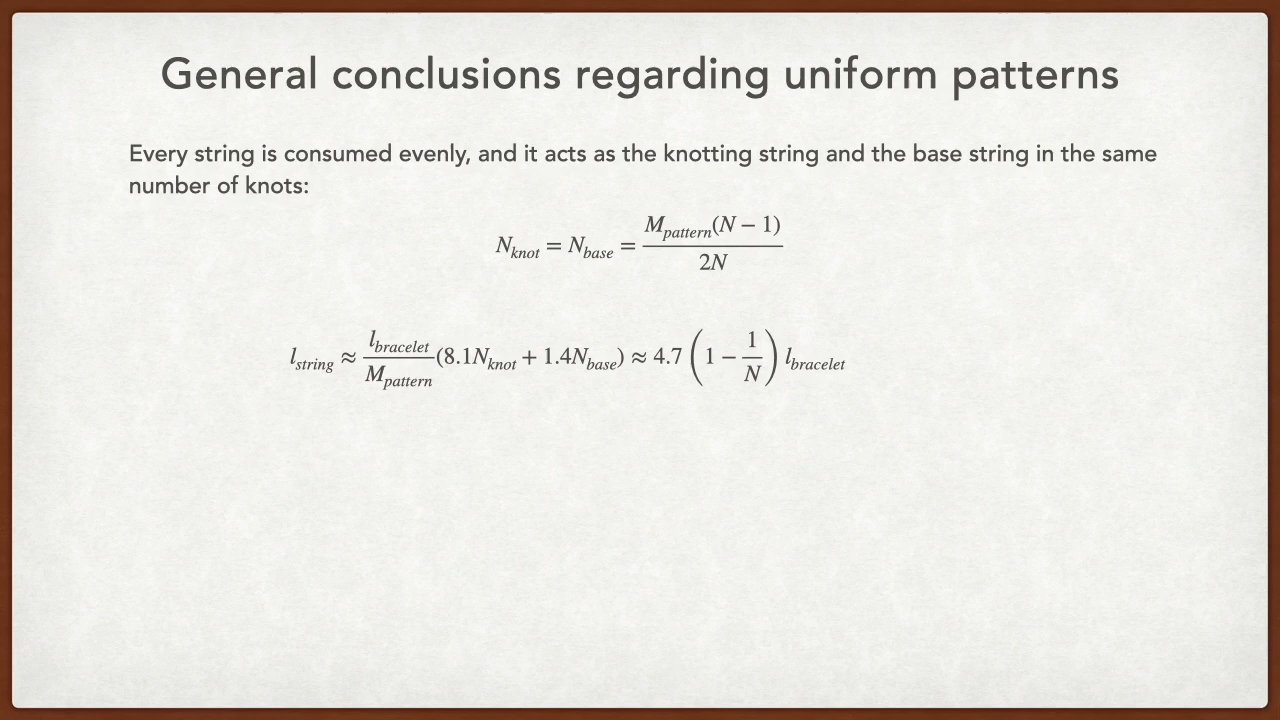 General conclusions regarding uniform patterns
Every string is consumed evenly, and it acts as the knotting string and the base string in the same
number of knots:
N_knot = N_base = M_pattern(N − 1) / 2N
l_string ≈ l_bracelet / M_pattern (8.1N_knot + 1.4N_base) ≈ 4.7 (1 − 1/N) l_bracelet